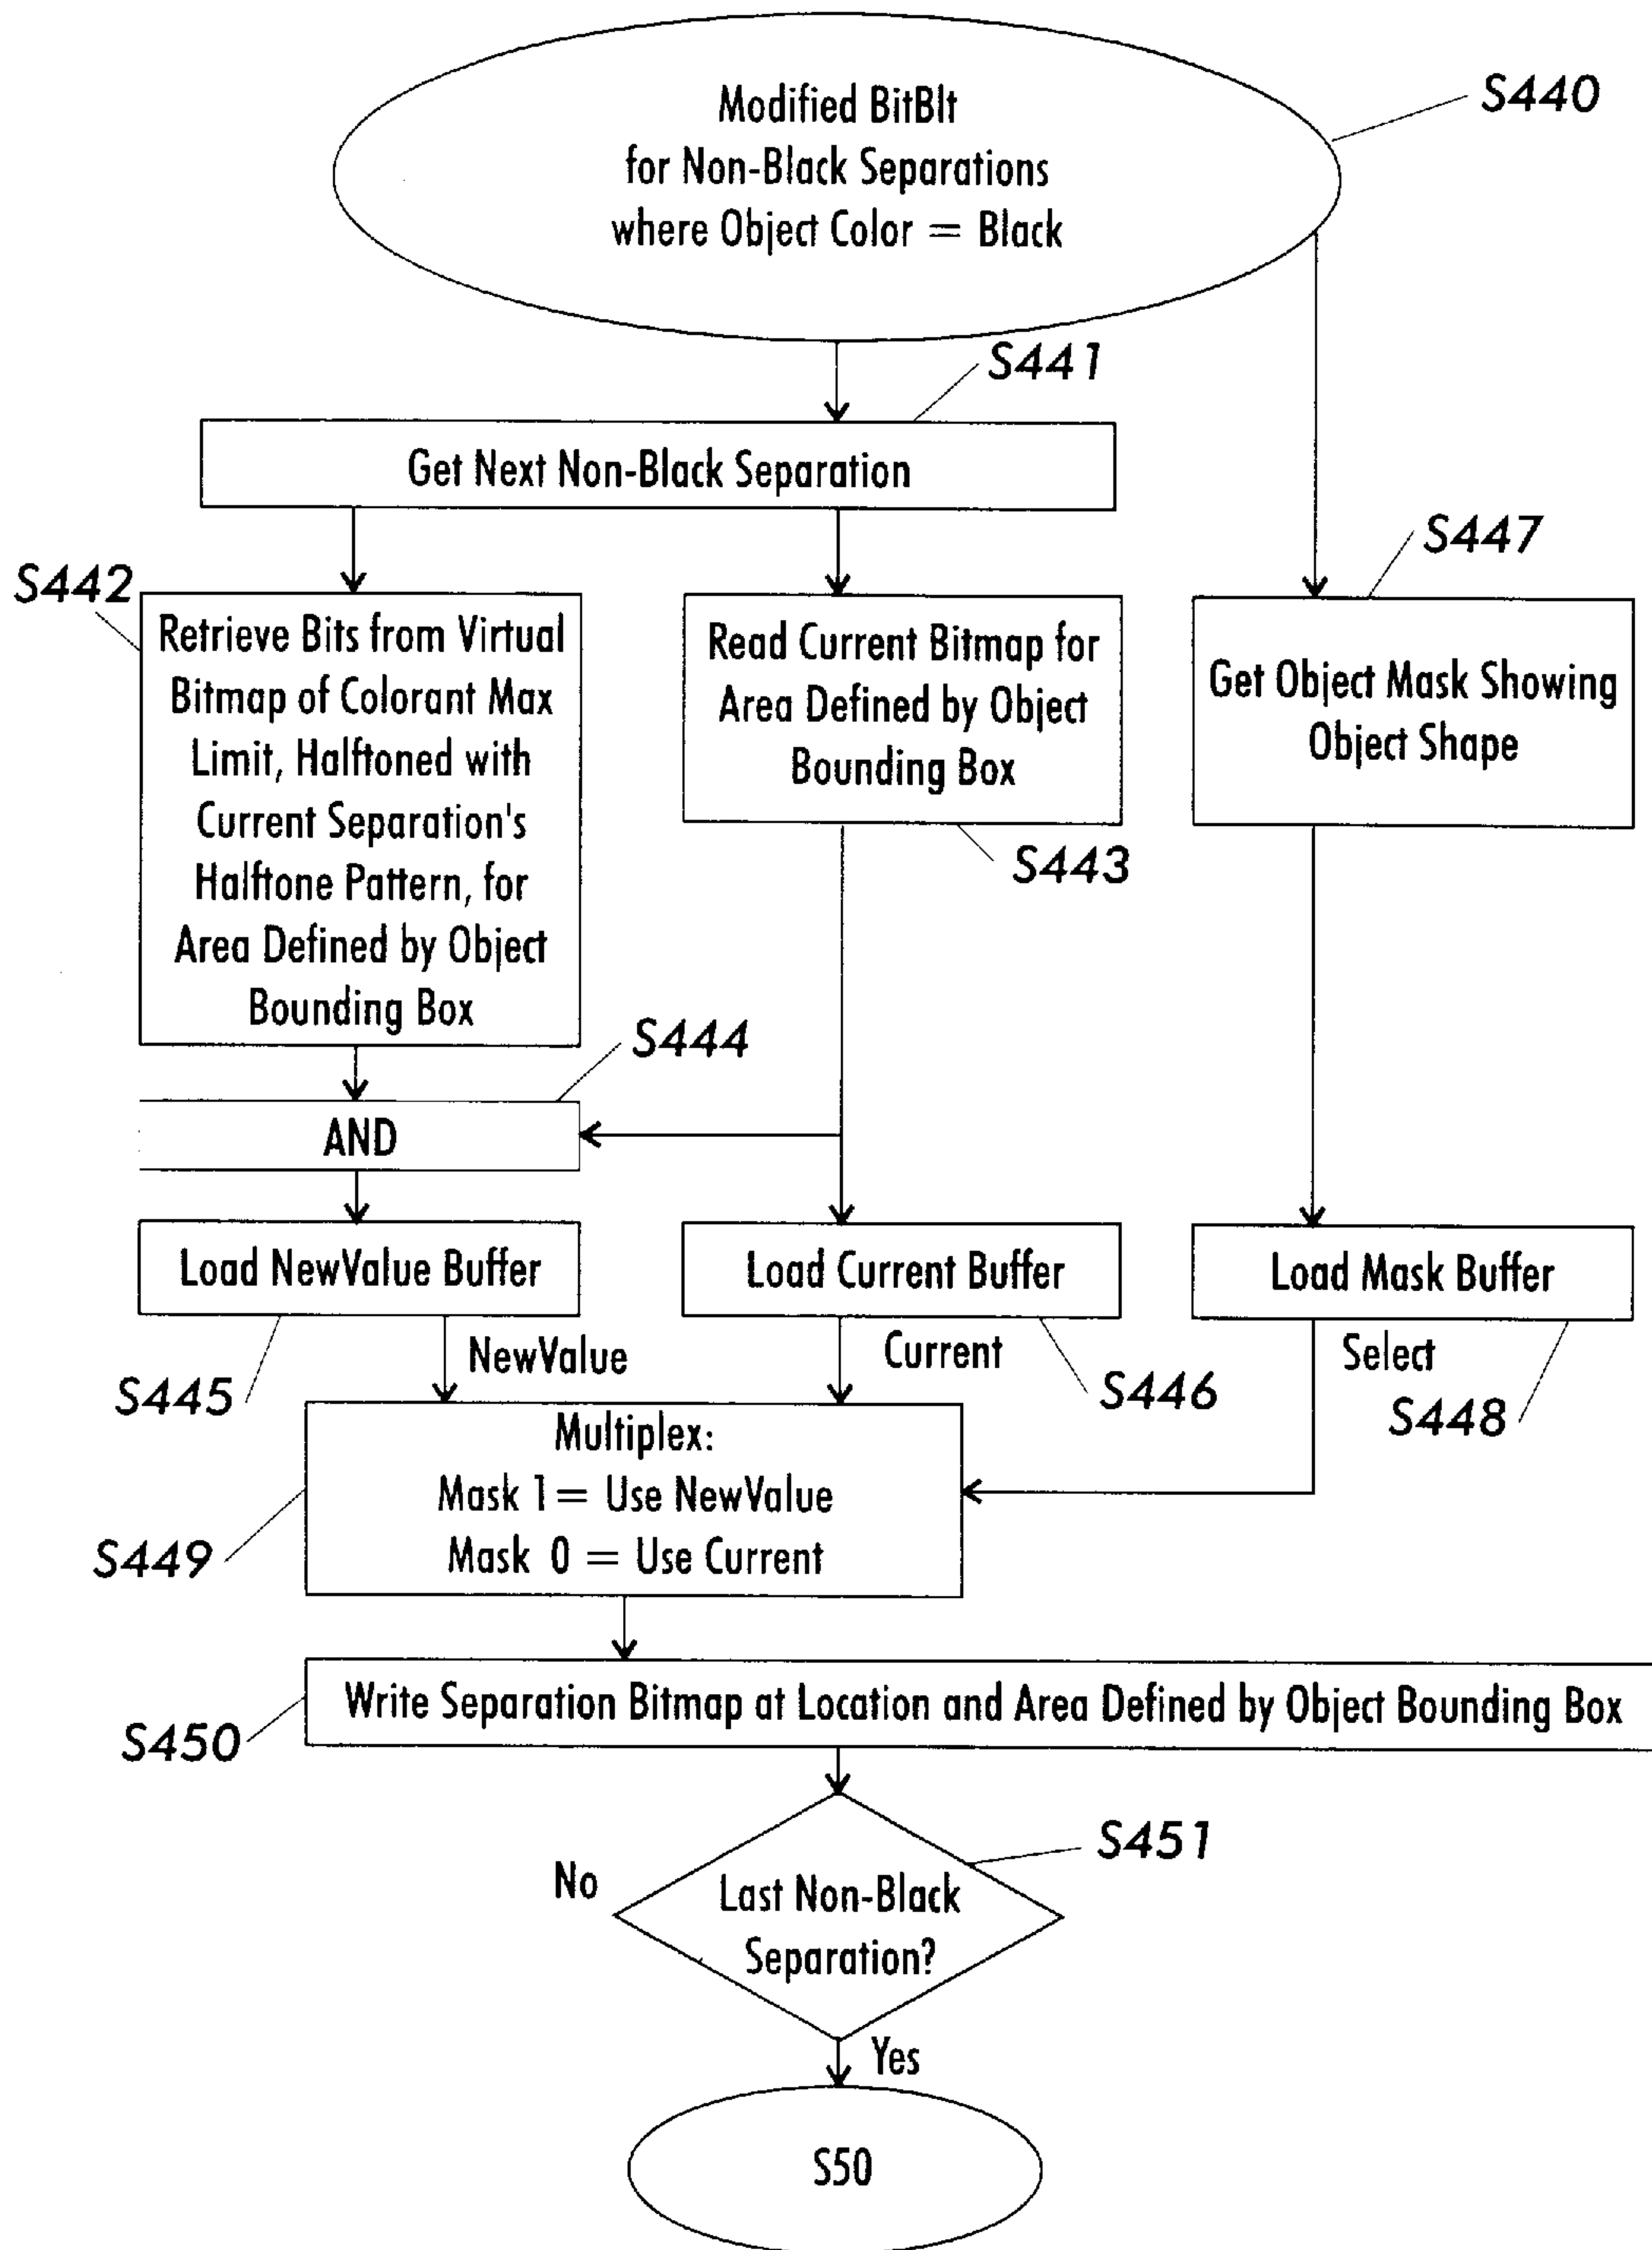 Modified BitBlt
for Non-Black Separations
where Object Color = Black
S440
S441
Get Next Non-Black Separation
S442
Retrieve Bits from Virtual
Bitmap of Colorant Max
Limit, Halftoned with
Current Separation's
Halftone Pattern, for
Area Defined by Object
Bounding Box
Read Current Bitmap for
Area Defined by Object
Bounding Box
S443
S447
Get Object Mask Showing
Object Shape
S444
AND
Load NewValue Buffer
Load Current Buffer
Load Mask Buffer
NewValue
Current
Select
S445
S446
S448
Multiplex:
Mask 1 = Use NewValue
Mask 0 = Use Current
S449
Write Separation Bitmap at Location and Area Defined by Object Bounding Box
S450
S451
No
Last Non-Black
Separation?
Yes
S50